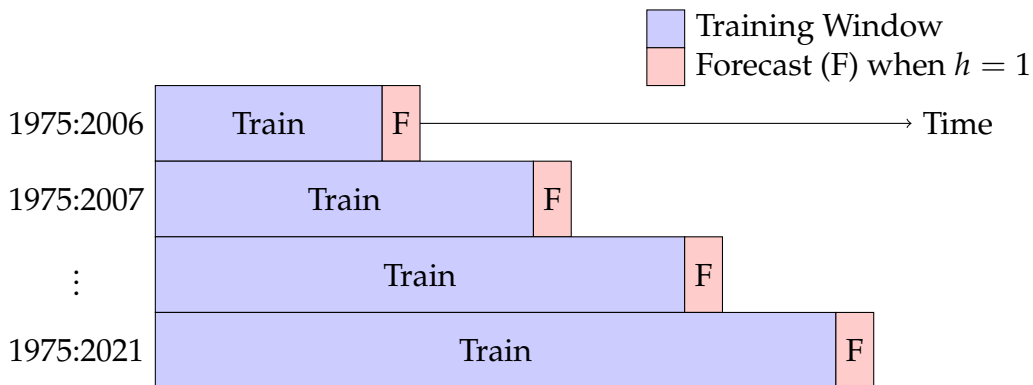 Training Window
Forecast (F) when h = 1
1975:2006 Train F Time
1975:2007 Train F
⋮ Train F
1975:2021 Train F